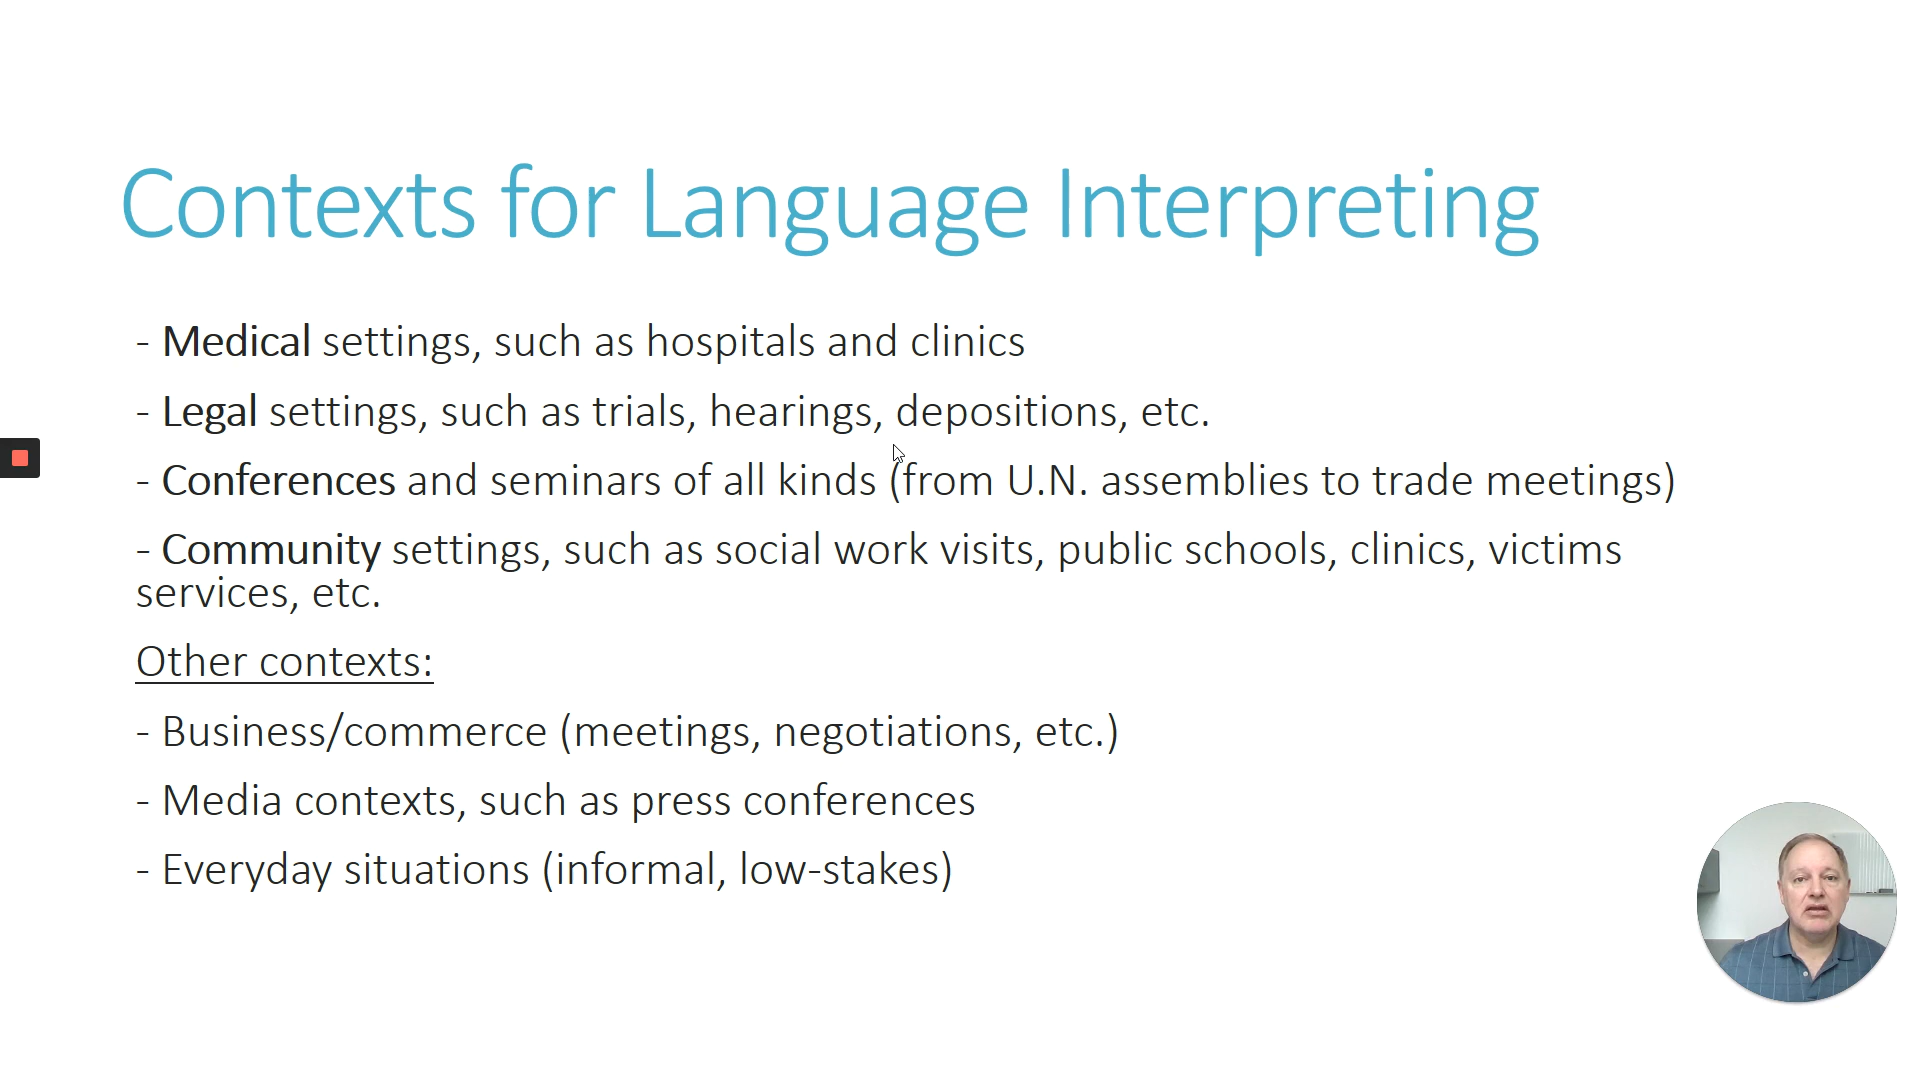 Contexts for Language Interpreting
- Medical settings, such as hospitals and clinics
- Legal settings, such as trials, hearings, depositions, etc.
- Conferences and seminars of all kinds (from U.N. assemblies to trade meetings)
- Community settings, such as social work visits, public schools, clinics, victims
services, etc.
Other contexts:
- Business/commerce (meetings, negotiations, etc.)
- Media contexts, such as press conferences
- Everyday situations (informal, low-stakes)